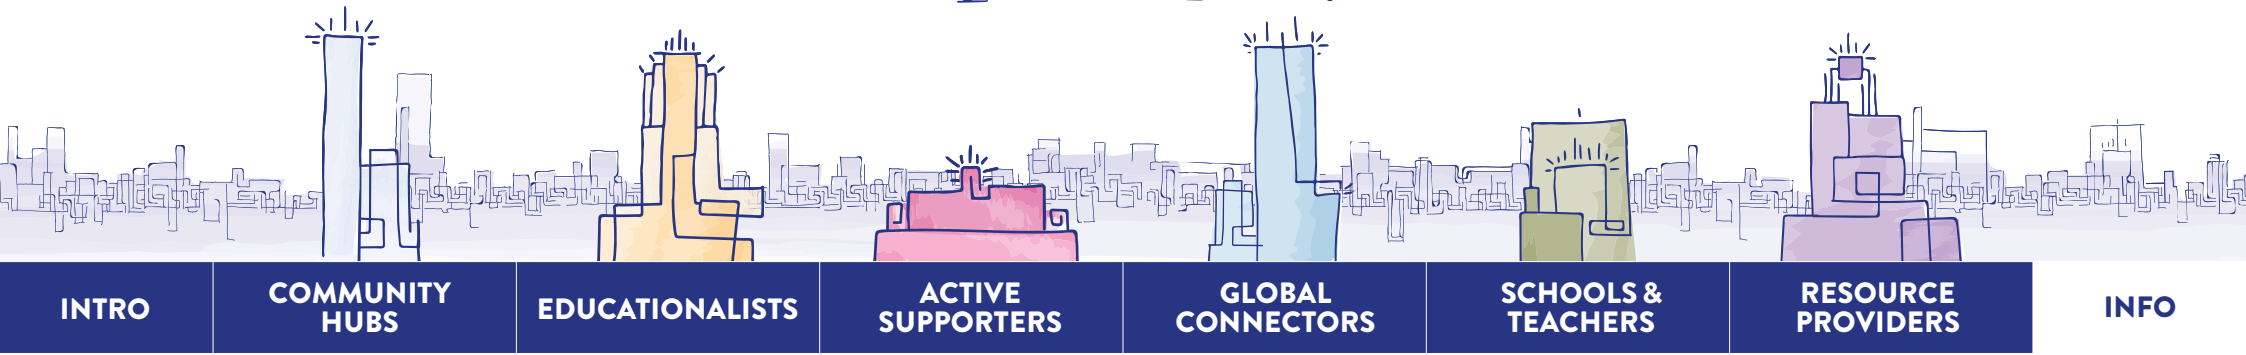 INTRO
COMMUNITY
HUBS
EDUCATIONALISTS
ACTIVE
SUPPORTERS
GLOBAL
CONNECTORS
SCHOOLS &
TEACHERS
RESOURCE
PROVIDERS
INFO